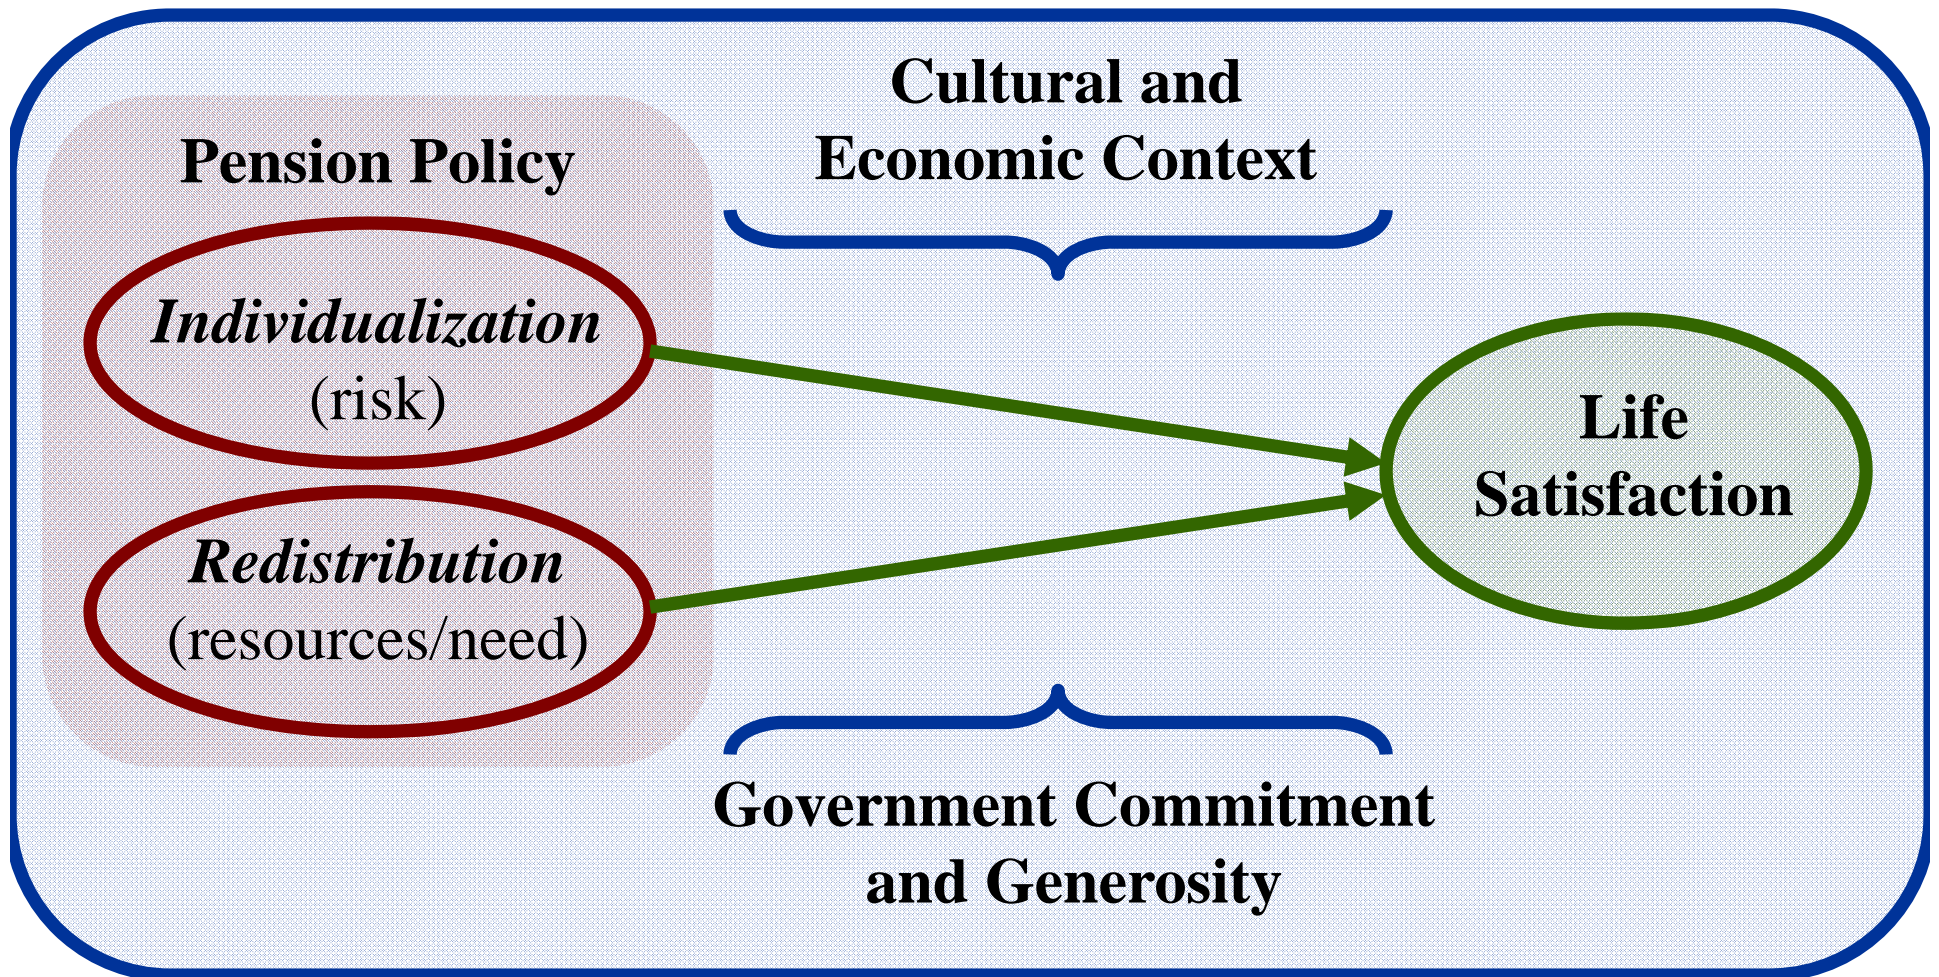 Cultural and
Economic Context
Pension Policy
Individualization
(risk)
Redistribution
(resources/need)
Life
Satisfaction
Government Commitment
and Generosity